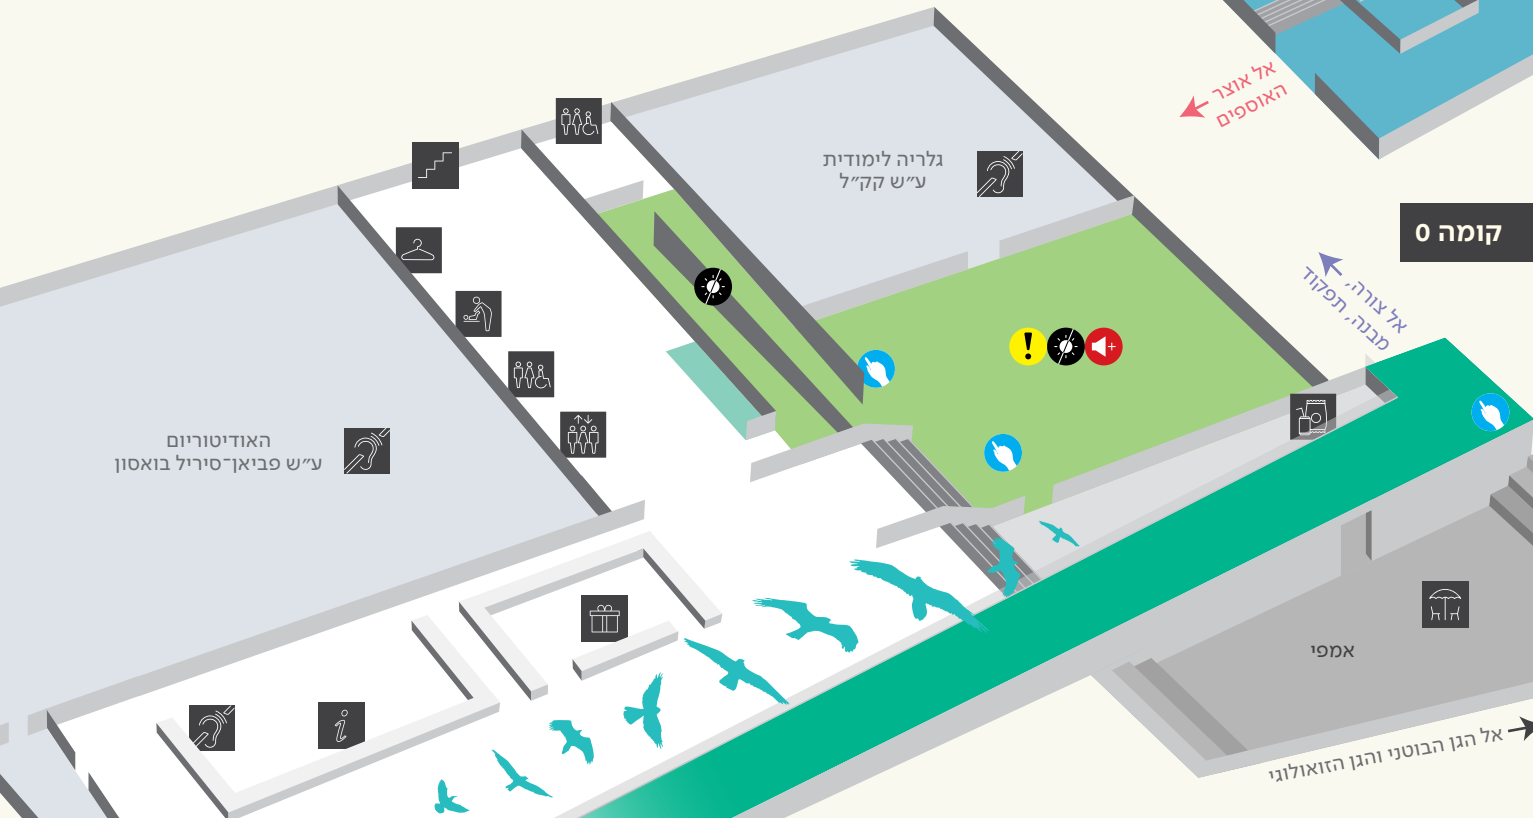 אל אוצר
האוספים
גלריה לימודית
ע״ש קק״ל
קומה 0
אל צורה,
מבנה, תפקוד
האודיטוריום
ע״ש פביאן־סיריל בואסון
אמפי
אל הגן הבוטני והגן הזואולוגי